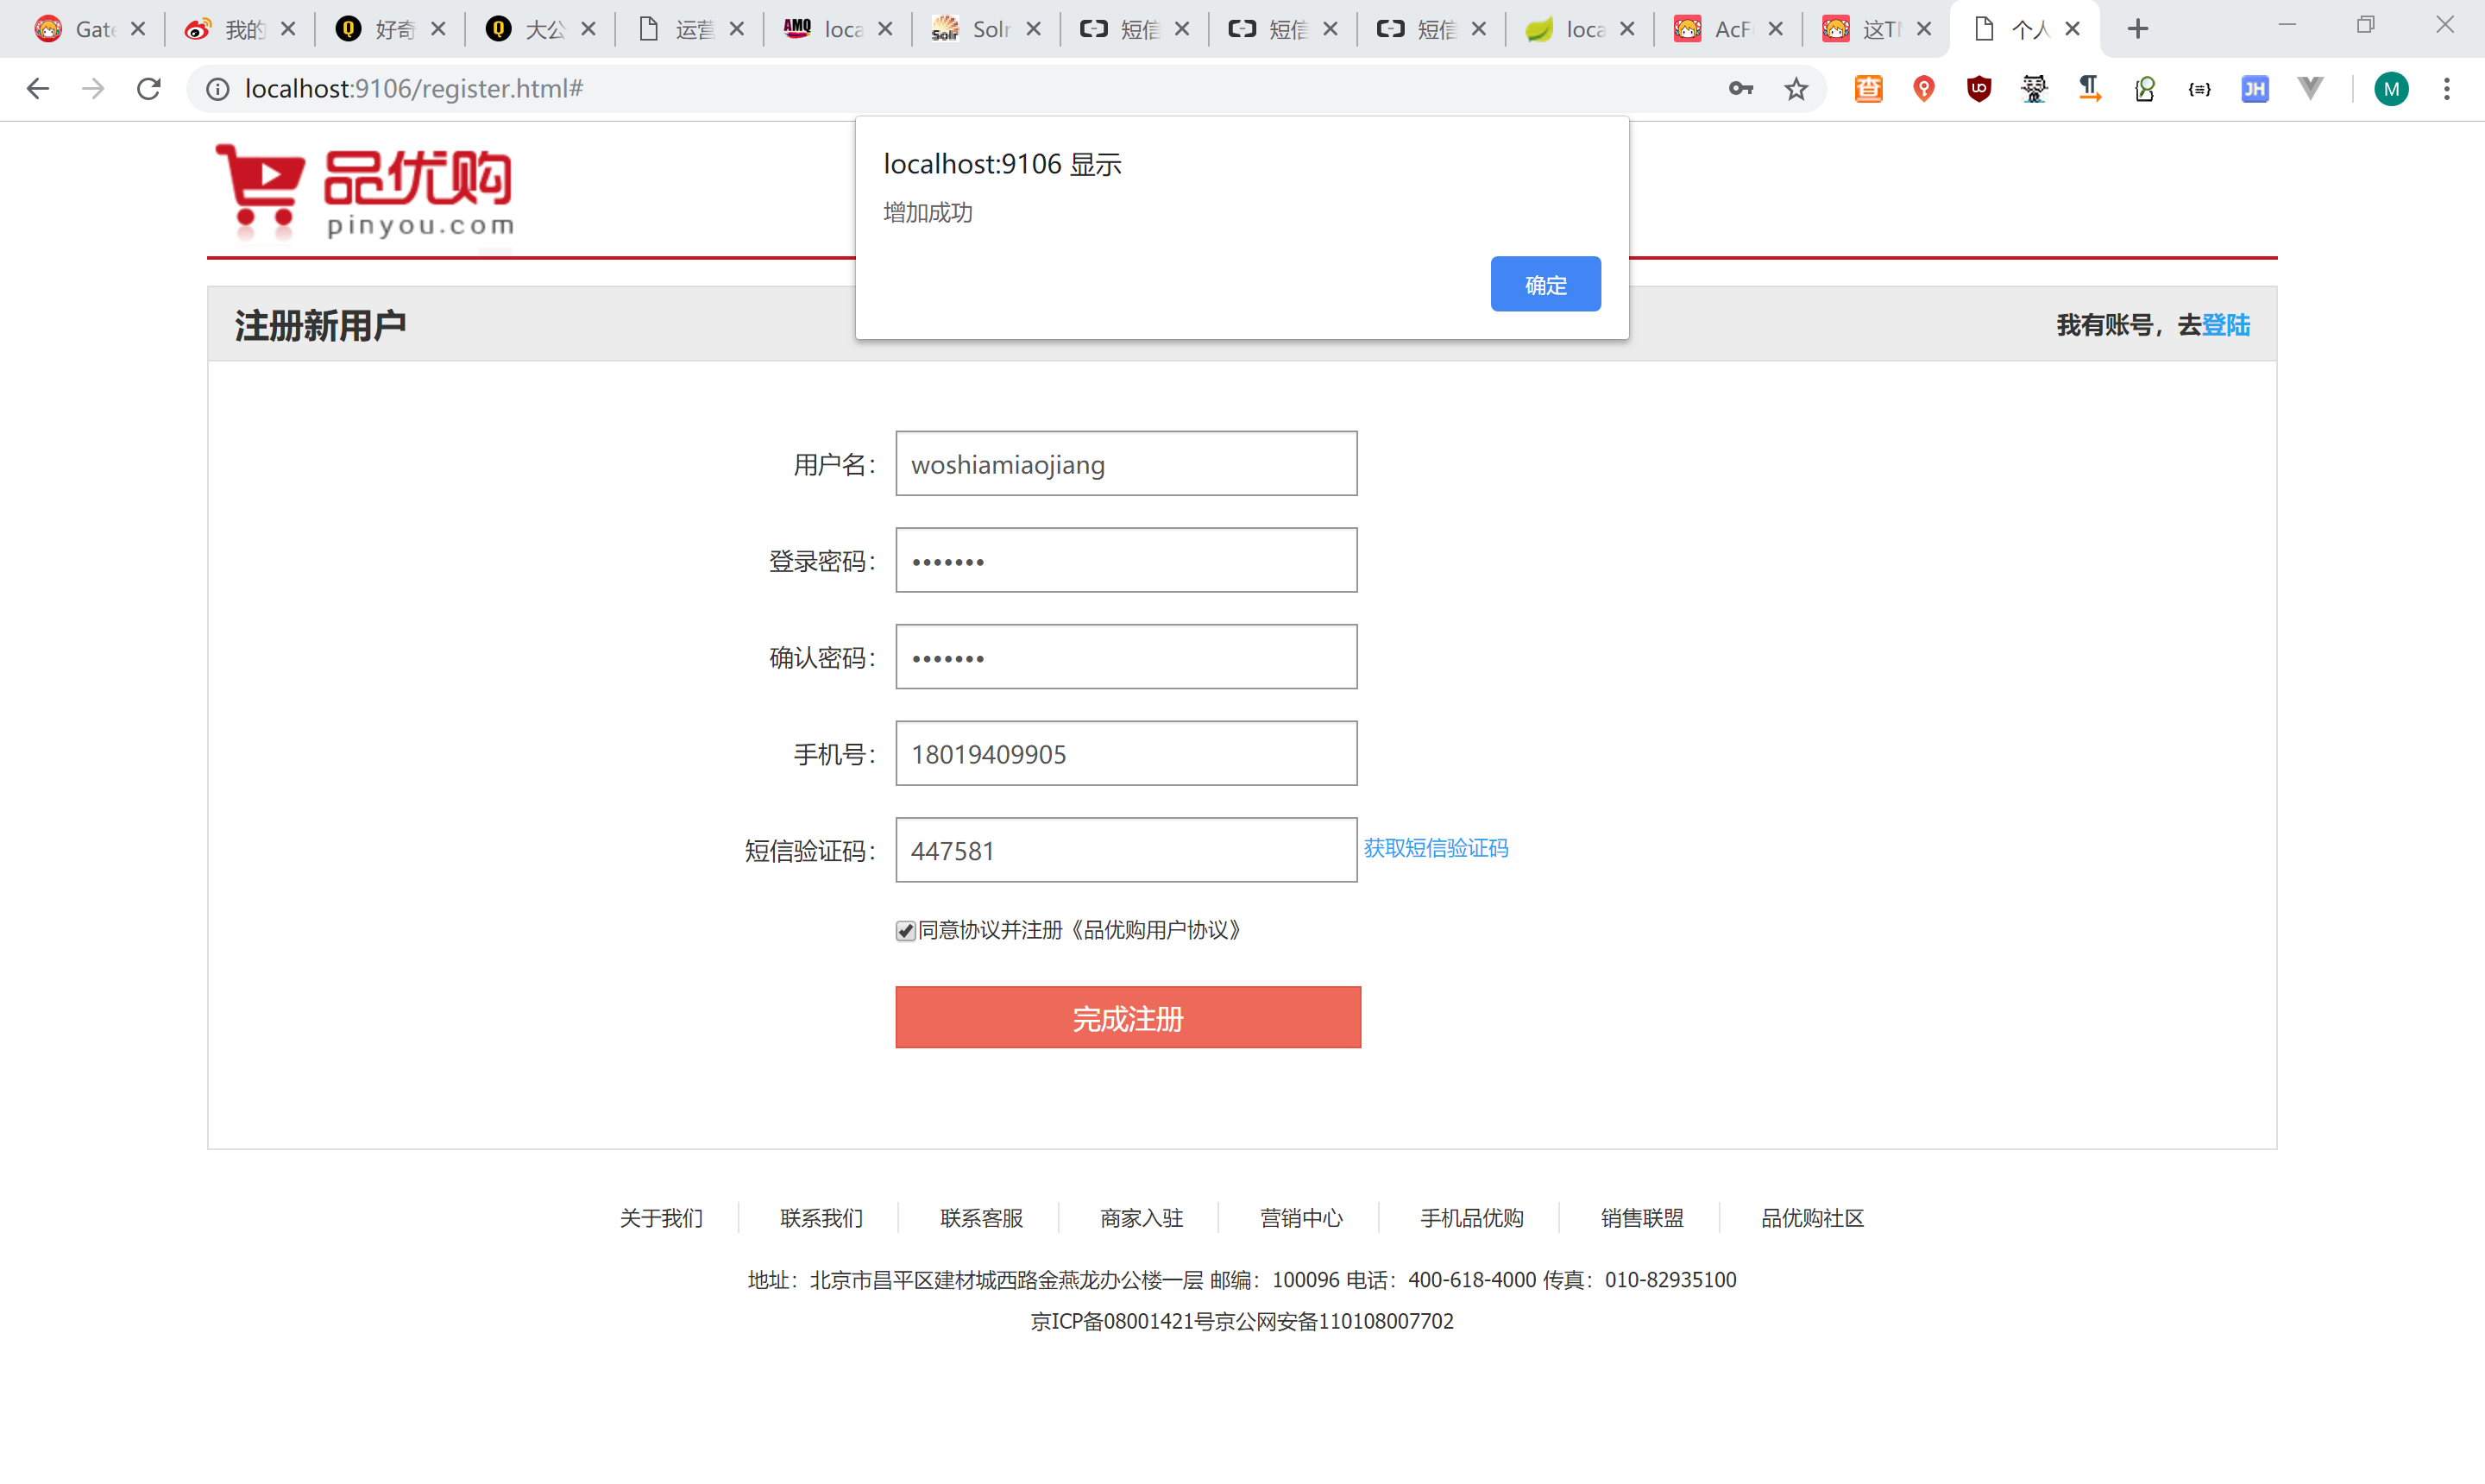 Gate 我的 好奇 大公 运营 AMQ loca Solr Solr 短信 短信 短信 loca AcF 这TM 个人
localhost:9106/register.html#
JH M
品优购
pinyou.com
localhost:9106 显示
增加成功
确定
注册新用户
我有账号，去登陆
用户名：
woshiamiaojiang
登录密码：
•••••••
确认密码：
•••••••
手机号：
18019409905
短信验证码：
447581
获取短信验证码
同意协议并注册《品优购用户协议》
完成注册
关于我们 联系我们 联系客服 商家入驻 营销中心 手机品优购 销售联盟 品优购社区
地址：北京市昌平区建材城西路金燕龙办公楼一层 邮编：100096 电话：400-618-4000 传真：010-82935100
京ICP备08001421号京公网安备110108007702